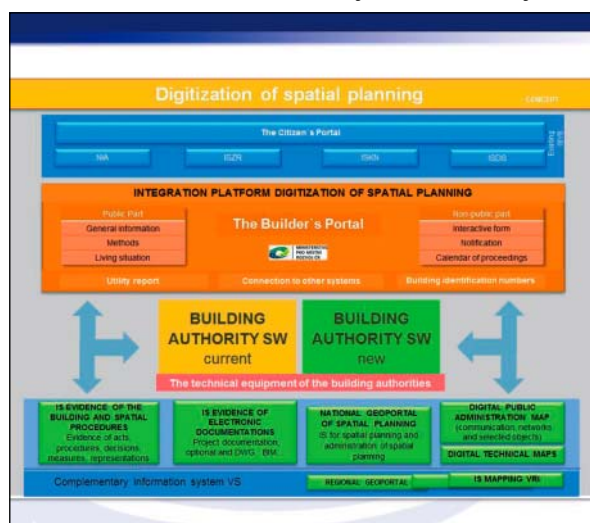 Digitization of spatial planning
CONCEPT
The Citizen´s Portal
NIA
ISZR
ISKN
ISDS
INTEGRATION PLATFORM DIGITIZATION OF SPATIAL PLANNING
Public Part
General information
Methods
Living situation
The Builder´s Portal
MINISTERSTVO
PRO MÍSTNÍ
ROZVOJ ČR
Non-public part
Interactive form
Notification
Calendar of proceedings
Utility report
Connection to other systems
Building identification numbers
BUILDING
AUTHORITY SW
current
BUILDING
AUTHORITY SW
new
The technical equipment of the building authorities
IS EVIDENCE OF THE
BUILDING AND SPATIAL
PROCEDURES
Evidence of acts,
procedures, decisions,
measures, representations
IS EVIDENCE OF
ELECTRONIC
DOCUMENTATIONS
Project documentation,
optional and DWG BIM...
NATIONAL GEOPORTAL
OF SPATIAL PLANNING
IS for spatial planning and
administration of spatial
planning
DIGITAL PUBLIC
ADMINISTRATION MAP
(communication, networks
and selected objects)
DIGITAL TECHNICAL MAPS
Complementary information system VS
REGIONAL GEOPORTAL
IS MAPPING VRI